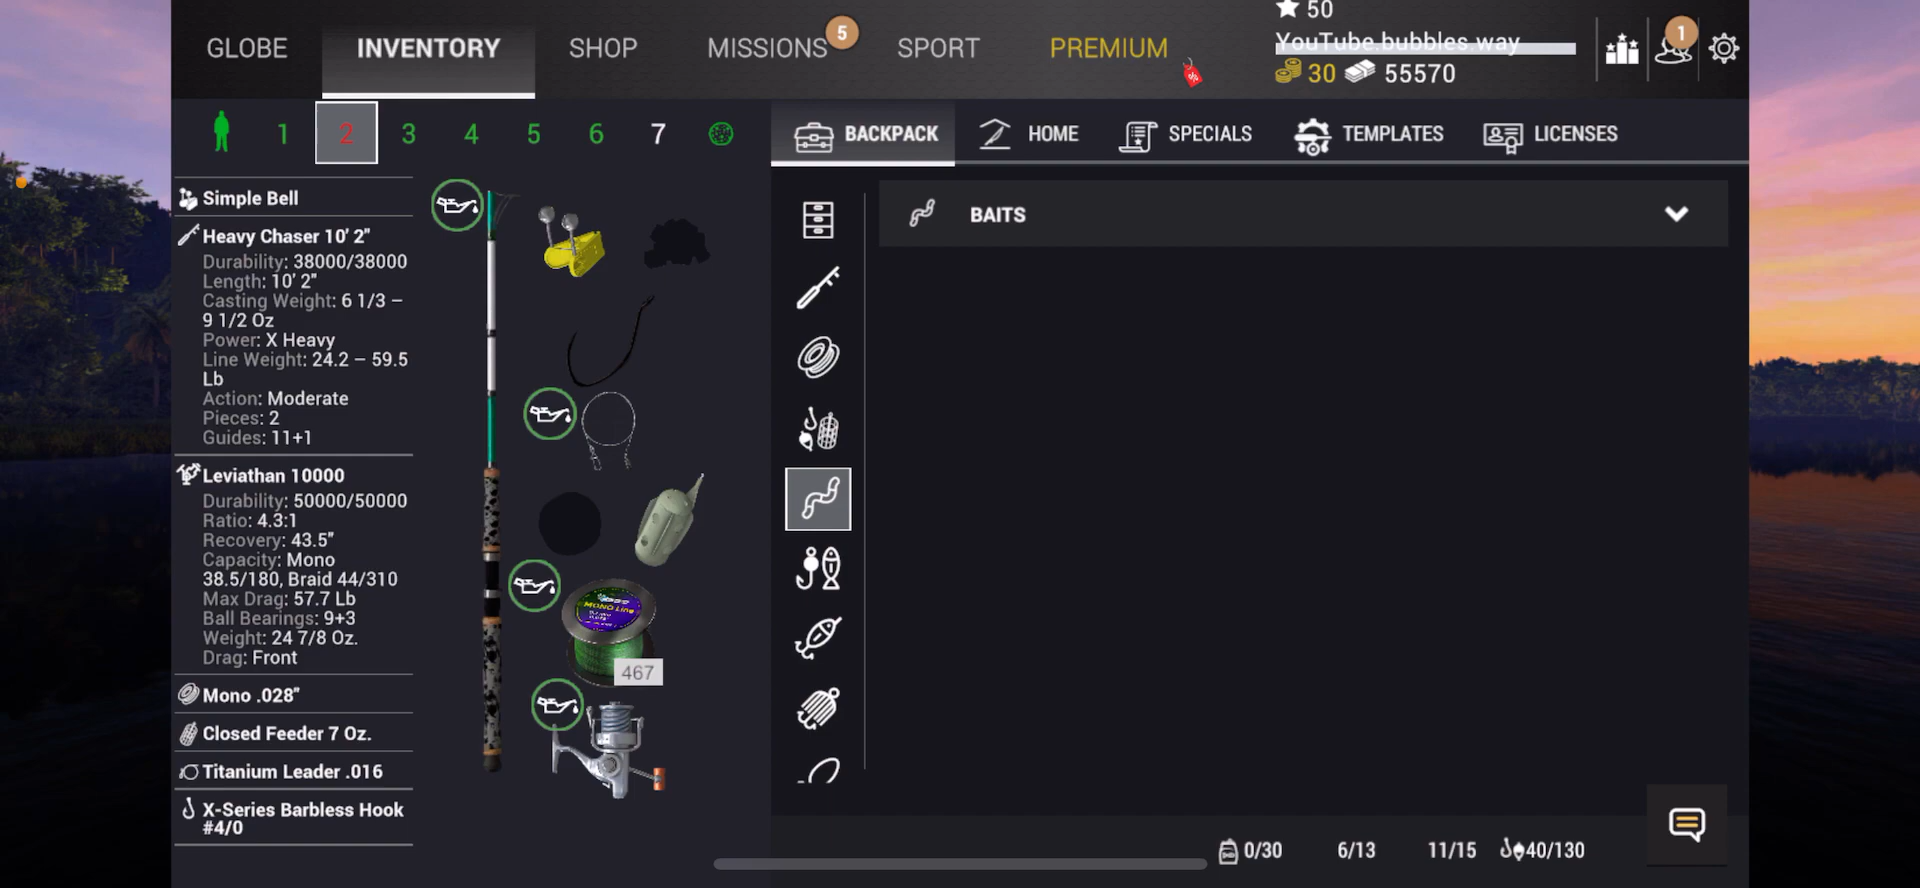 GLOBE
INVENTORY
SHOP
MISSIONS
5
SPORT
PREMIUM
50
YouTube.bubbles.way
30 55570
1
1 2 3 4 5 6 7
BACKPACK
HOME
SPECIALS
TEMPLATES
LICENSES
Simple Bell
Heavy Chaser 10' 2"
Durability: 38000/38000
Length: 10' 2"
Casting Weight: 6 1/3 –
9 1/2 Oz
Power: X Heavy
Line Weight: 24.2 – 59.5
Lb
Action: Moderate
Pieces: 2
Guides: 11+1
Leviathan 10000
Durability: 50000/50000
Ratio: 4.3:1
Recovery: 43.5"
Capacity: Mono
38.5/180, Braid 44/310
Max Drag: 57.7 Lb
Ball Bearings: 9+3
Weight: 24 7/8 Oz.
Drag: Front
Mono .028"
Closed Feeder 7 Oz.
Titanium Leader .016
X-Series Barbless Hook
#4/0
MONO Line
467
BAITS
0/30
6/13
11/15
40/130